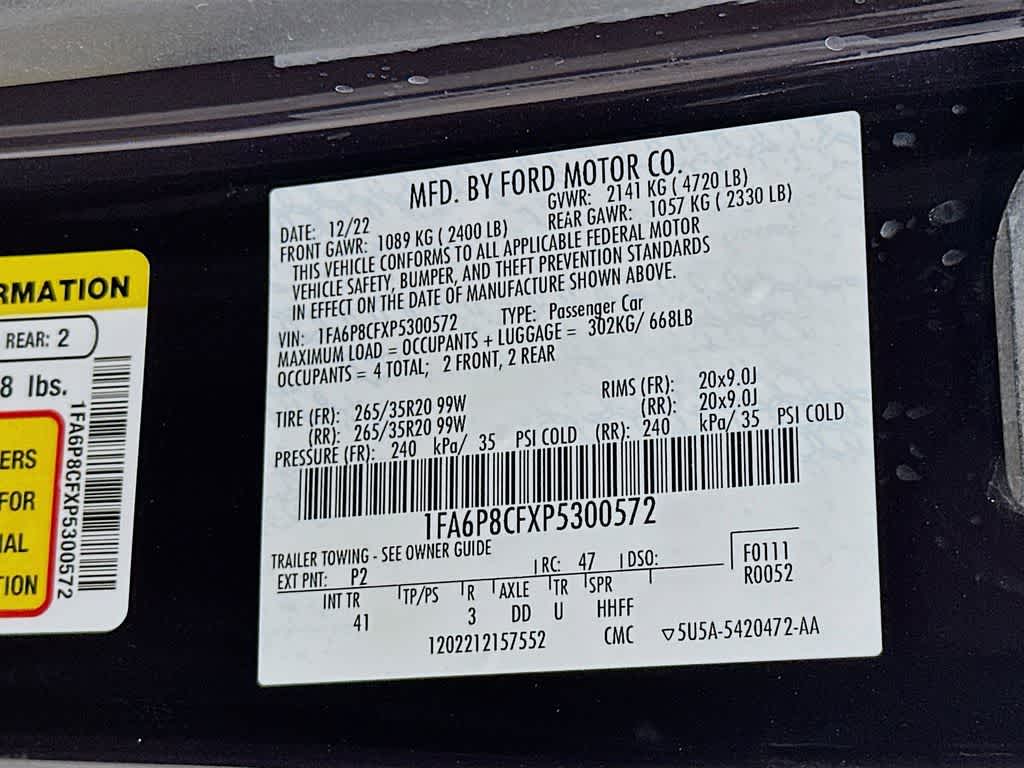 MFD. BY FORD MOTOR CO.
DATE: 12/22 GVWR: 2141 KG ( 4720 LB)
FRONT GAWR: 1089 KG ( 2400 LB) REAR GAWR: 1057 KG ( 2330 LB)
THIS VEHICLE CONFORMS TO ALL APPLICABLE FEDERAL MOTOR
VEHICLE SAFETY, BUMPER, AND THEFT PREVENTION STANDARDS
IN EFFECT ON THE DATE OF MANUFACTURE SHOWN ABOVE.
VIN: 1FA6P8CFXP5300572 TYPE: Passenger Car
MAXIMUM LOAD = OCCUPANTS + LUGGAGE = 302KG/ 668LB
OCCUPANTS = 4 TOTAL; 2 FRONT, 2 REAR
TIRE (FR): 265/35R20 99W RIMS (FR): 20x9.0J
(RR): 265/35R20 99W (RR): 20x9.0J
PRESSURE (FR): 240 kPa/ 35 PSI COLD (RR): 240 kPa/ 35 PSI COLD
1FA6P8CFXP5300572
TRAILER TOWING - SEE OWNER GUIDE
EXT PNT: P2 RC: 47 DSO: F0111
R0052
INT TR TP/PS R AXLE TR SPR
41 3 DD U HHFF
1202212157552 CMC ▽5U5A-5420472-AA
RMATION
REAR: 2
8 lbs.
1FA6P8CFXP5300572
ERS
FOR
IAL
TION